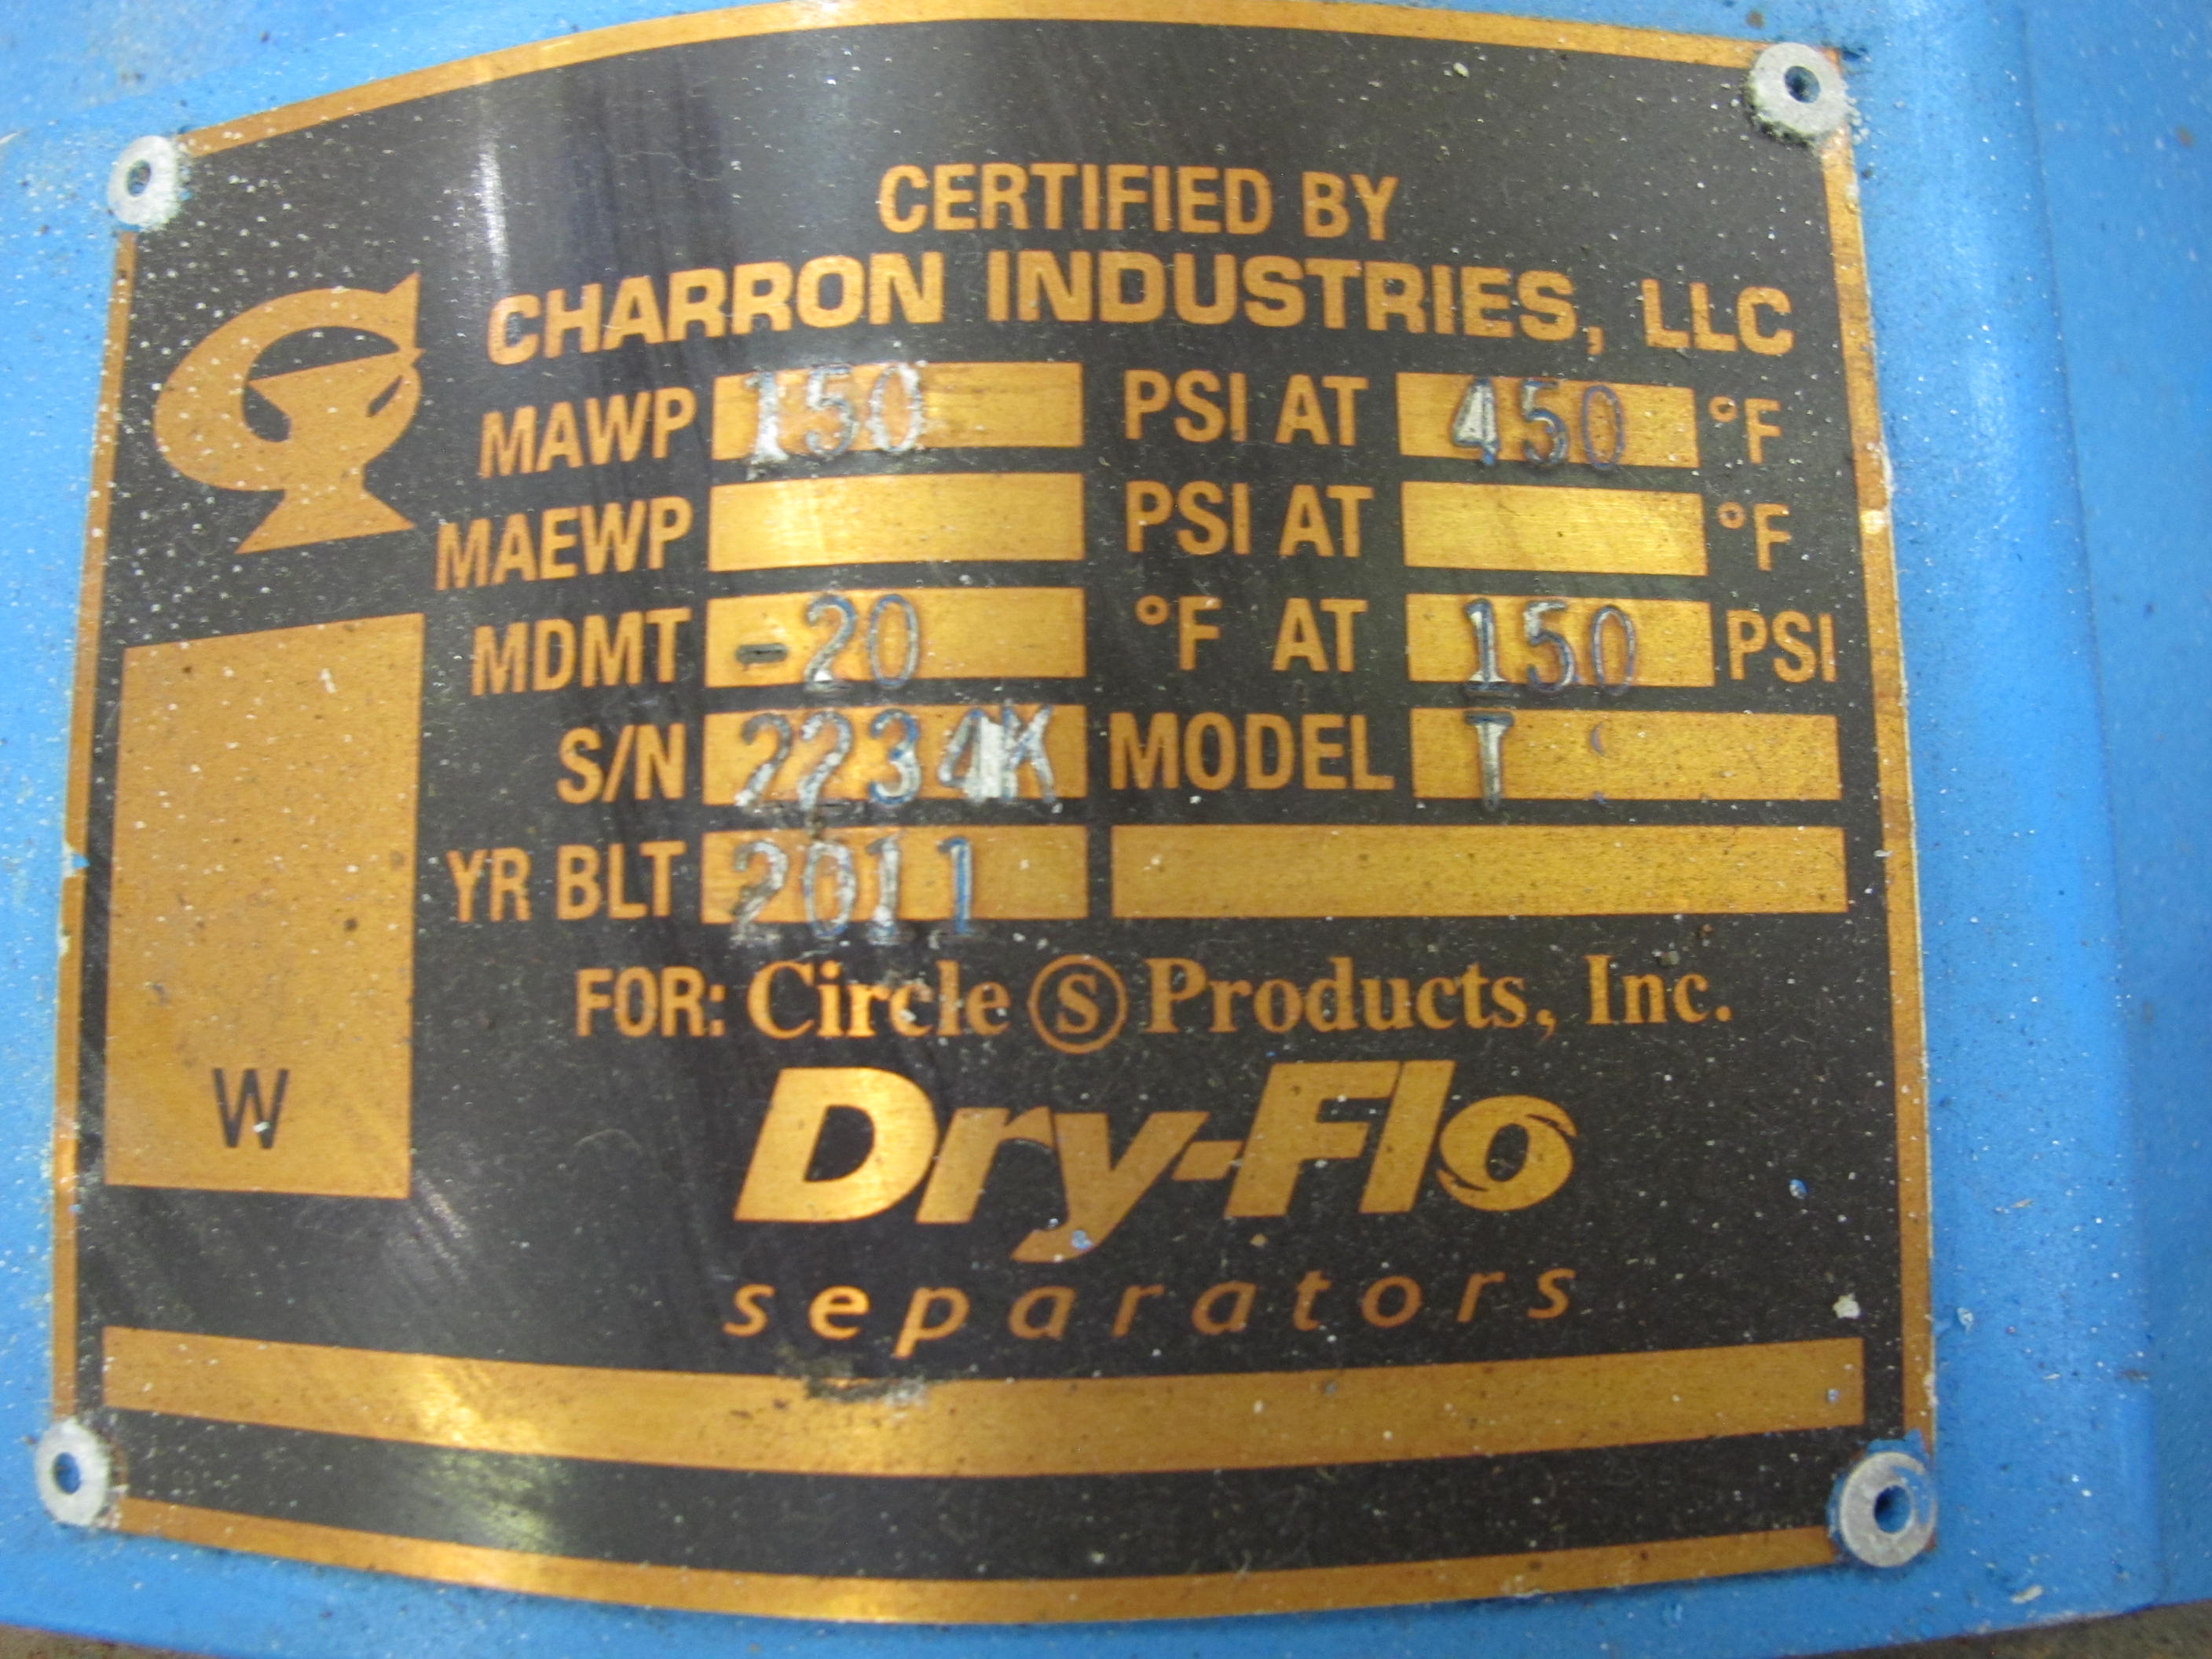 CERTIFIED BY
CHARRON INDUSTRIES, LLC
MAWP 150 PSI AT 450 °F
MAEWP PSI AT °F
MDMT -20 °F AT 150 PSI
S/N 2234K MODEL T
YR BLT 2011
W
FOR: Circle Ⓢ Products, Inc.
Dry-Flo
separators